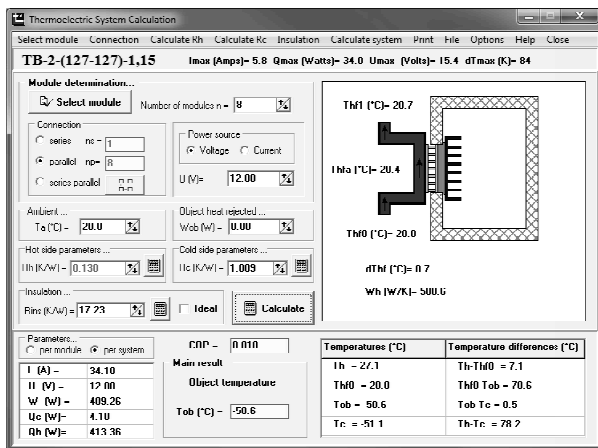 Thermoelectric System Calculation
Select module Connection Calculate Rh Calculate Rc Insulation Calculate system Print File Options Help Close
TB-2-(127-127)-1,15 Imax (Amps)= 5.8 Qmax (Watts)= 34.0 Umax (Volts)= 15.4 dTmax (K)= 84
Module determination...
Select module Number of modules n = 8
Connection
series ns = 1
parallel np= 8
series parallel
Power source
Voltage Current
U (V)= 12.00
Ambient ...
Ta (°C) = 20.0
Object heat rejected ...
Wob (W) = 0.00
Hot side parameters ...
Rh (K/W) = 0.130
Cold side parameters ...
Rc (K/W) = 1.009
Insulation ...
Rins (K/W) = 17.23 Ideal Calculate
Thf1 (°C)= 20.7
Thfa (°C)= 20.4
Thf0 (°C)= 20.0
dThf (°C)= 0.7
Wh (W/K)= 580.6
Parameters...
per module per system
I (A) = 34.10
U (V) = 12.00
W (W) = 409.26
Qc (W)= 4.10
Qh (W)= 413.36
COP = 0.010
Main result
Object temperature
Tob (°C) = -50.6
Temperatures (°C) Temperature differences (°C)
Th = 27.1 Th-Thf0 = 7.1
Thf0 = 20.0 Thf0 Tob = 70.6
Tob = 50.6 Tob Tc = 0.5
Tc = -51.1 Th-Tc = 78.2